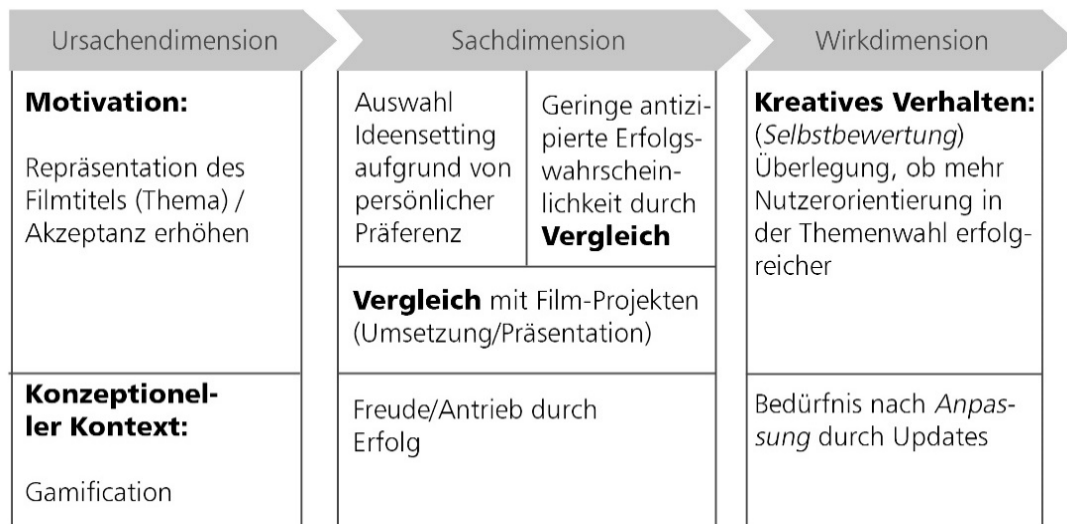 Ursachendimension
Sachdimension
Wirkdimension
Motivation:
Repräsentation des
Filmtitels (Thema) /
Akzeptanz erhöhen
Auswahl
Ideensetting
aufgrund von
persönlicher
Präferenz
Geringe antizi-
pierte Erfolgs-
wahrschein-
lichkeit durch
Vergleich
Vergleich mit Film-Projekten
(Umsetzung/Präsentation)
Kreatives Verhalten:
(Selbstbewertung)
Überlegung, ob mehr
Nutzerorientierung in
der Themenwahl erfolg-
reicher
Konzeptionel-
ler Kontext:
Gamification
Freude/Antrieb durch
Erfolg
Bedürfnis nach Anpas-
sung durch Updates